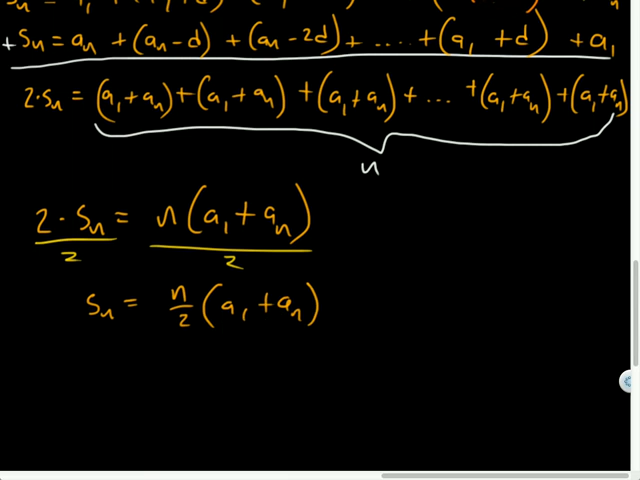 + Sn = an + (an - d) + (an - 2d) + .... + (a1 + d) + a1
2·Sn = (a1 + an) + (a1 + an) + (a1 + an) + ... + (a1 + an) + (a1 + an)
n
2 · Sn = n(a1 + an)
2 2
Sn = n/2 (a1 + an)